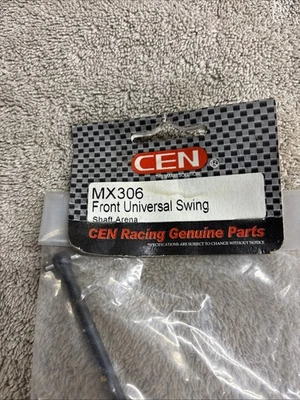 CEN
MX306
Front Universal Swing
Shaft,Arena
CEN Racing Genuine Parts
SPECIFICATIONS ARE SUBJECT TO CHANGE WITHOUT NOTICE